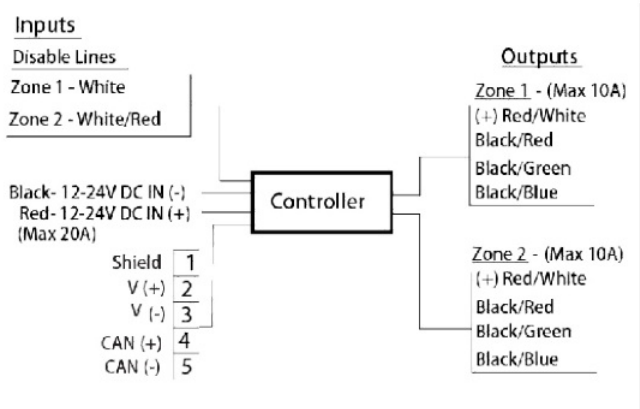 Inputs
Disable Lines
Zone 1 - White
Zone 2 - White/Red
Black- 12-24V DC IN (-)
Red- 12-24V DC IN (+)
(Max 20A)
Shield 1
V (+) 2
V (-) 3
CAN (+) 4
CAN (-) 5
Controller
Outputs
Zone 1 - (Max 10A)
(+) Red/White
Black/Red
Black/Green
Black/Blue
Zone 2 - (Max 10A)
(+) Red/White
Black/Red
Black/Green
Black/Blue